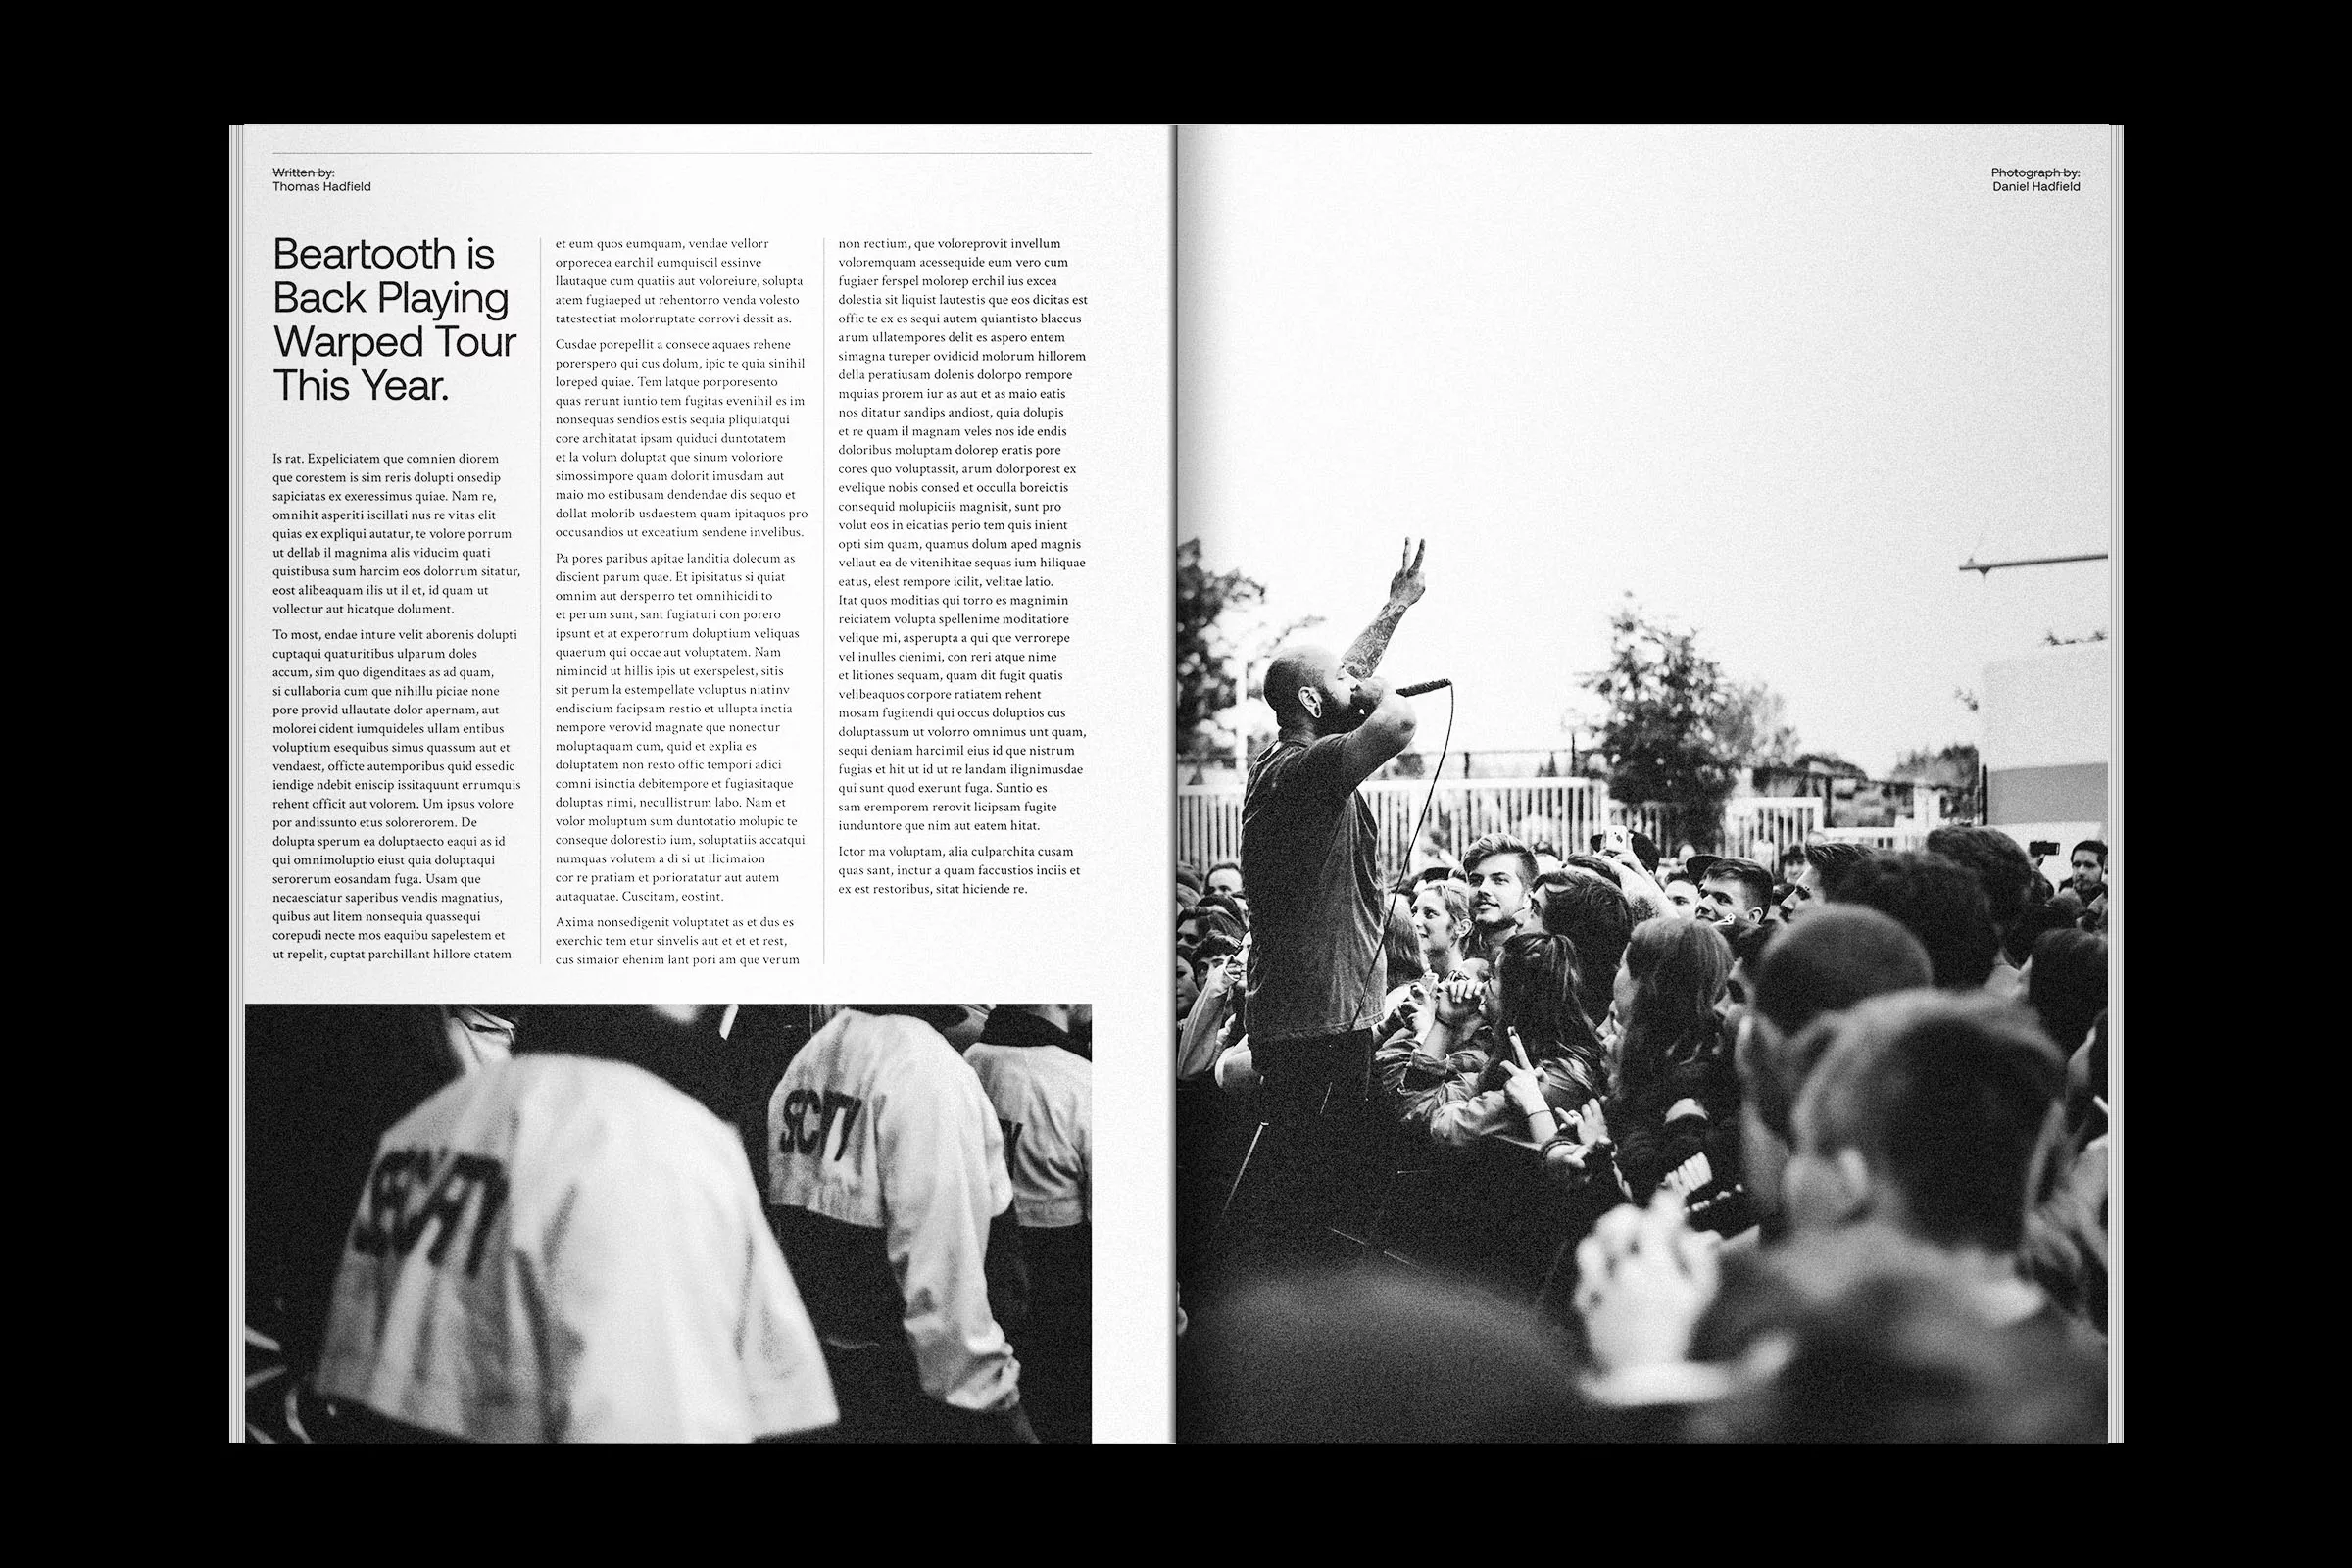 Written by:
Thomas Hadfield
Beartooth is
Back Playing
Warped Tour
This Year.
Is rat. Expeliciatem que comnien diorem
que corestem is sim reris dolupti onsedip
sapiciatas ex exeressimus quiae. Nam re,
omnihit asperiti iscillati nus re vitas elit
quias ex expliqui autatur, te volore porrum
ut dellab il magnima alis viducim quati
quistibusa sum harcim eos dolorrum sitatur,
eost alibeaquam ilis ut il et, id quam ut
vollectur aut hicatque dolument.
To most, endae inture velit aborenis dolupti
cuptaqui quaturitibus ulparum doles
accum, sim quo digenditaes as ad quam,
si cullaboria cum que nihillu piciae none
pore provid ullautate dolor apernam, aut
molorei cident iumquideles ullam entibus
voluptium esequibus simus quassum aut et
vendaest, officte autemporibus quid essedic
iendige ndebit eniscip issitaquunt errumquis
rehent officit aut volorem. Um ipsus volore
por andissunto etus solorerorem. De
dolupta sperum ea doluptaecto eaqui as id
qui omnimoluptio eiust quia doluptaqui
serorerum eosandam fuga. Usam que
necaesciatur saperibus vendis magnatius,
quibus aut litem nonsequia quassequi
corepudi necte mos eaquibu sapelestem et
ut repelit, cuptat parchillant hillore ctatem
et eum quos eumquam, vendae vellorr
orporecea earchil eumquiscil essinve
llautaque cum quatiis aut voloreiure, solupta
atem fugiaeped ut rehentorro venda volesto
tatestectiat molorruptate corrovi dessit as.
Cusdae porepellit a consece aquaes rehene
porerspero qui cus dolum, ipic te quia sinihil
loreped quiae. Tem latque porporesento
quas rerunt iuntio tem fugitas evenihil es im
nonsequas sendios estis sequia pliquiatqui
core architatat ipsam quiduci duntotatem
et la volum doluptat que sinum voloriore
simossimpore quam dolorit imusdam aut
maio mo estibusam dendendae dis sequo et
dollat molorib usdaestem quam ipitaquos pro
occusandios ut exceatium sendene invelibus.
Pa pores paribus apitae landitia dolecum as
discient parum quae. Et ipisitatus si quiat
omnim aut dersperro tet omnihicidi to
et perum sunt, sant fugiaturi con porero
ipsunt et at experorrum doluptium veliquas
quaerum qui occae aut voluptatem. Nam
nimincid ut hillis ipis ut exerspelest, sitis
sit perum la estempellate voluptus niatinv
endiscium facipsam restio et ullupta inctia
nempore verovid magnate que nonectur
moluptaquam cum, quid et explia es
doluptatem non resto offic tempori adici
comni isinctia debitempore et fugiasitaque
doluptas nimi, necullistrum labo. Nam et
volor moluptum sum duntotatio molupic te
conseque dolorestio ium, soluptatiis accatqui
numquas volutem a di si ut ilicimaion
cor re pratiam et porioratatur aut autem
autaquatae. Cuscitam, eostint.
Axima nonsedigenit voluptatet as et dus es
exerchic tem etur sinvelis aut et et et rest,
cus simaior ehenim lant pori am que verum
non rectium, que voloreprovit invellum
voloremquam acessequide eum vero cum
fugiaer ferspel molorep erchil ius excea
dolestia sit liquist lautestis que eos dicitas est
offic te ex es sequi autem quiantisto blaccus
arum ullatempores delit es aspero entem
simagna tureper ovidicid molorum hillorem
della peratiusam dolenis dolorpo rempore
mquias prorem iur as aut et as maio eatis
nos ditatur sandips andiost, quia dolupis
et re quam il magnam veles nos ide endis
doloribus moluptam dolorep eratis pore
cores quo voluptassit, arum dolorporest ex
evelique nobis consed et occulla boreictis
consequid molupiciis magnisit, sunt pro
volut eos in eicatias perio tem quis inient
opti sim quam, quamus dolum aped magnis
vellaut ea de vitenihitae sequas ium hiliquae
eatus, elest rempore icilit, velitae latio.
Itat quos moditias qui torro es magnimin
reiciatem volupta spellenime moditatiore
velique mi, asperupta a qui que verrorepe
vel inulles cienimi, con reri atque nime
et litiones sequam, quam dit fugit quatis
velibeaquos corpore ratiatem rehent
mosam fugitendi qui occus doluptios cus
doluptassum ut volorro omnimus unt quam,
sequi deniam harcimil eius id que nistrum
fugias et hit ut id ut re landam ilignimusdae
qui sunt quod exerunt fuga. Suntio es
sam eremporem rerovit licipsam fugite
iunduntore que nim aut eatem hitat.
Ictor ma voluptam, alia culparchita cusam
quas sant, inctur a quam faccustios inciis et
ex est restoribus, sitat hiciende re.
Photograph by:
Daniel Hadfield